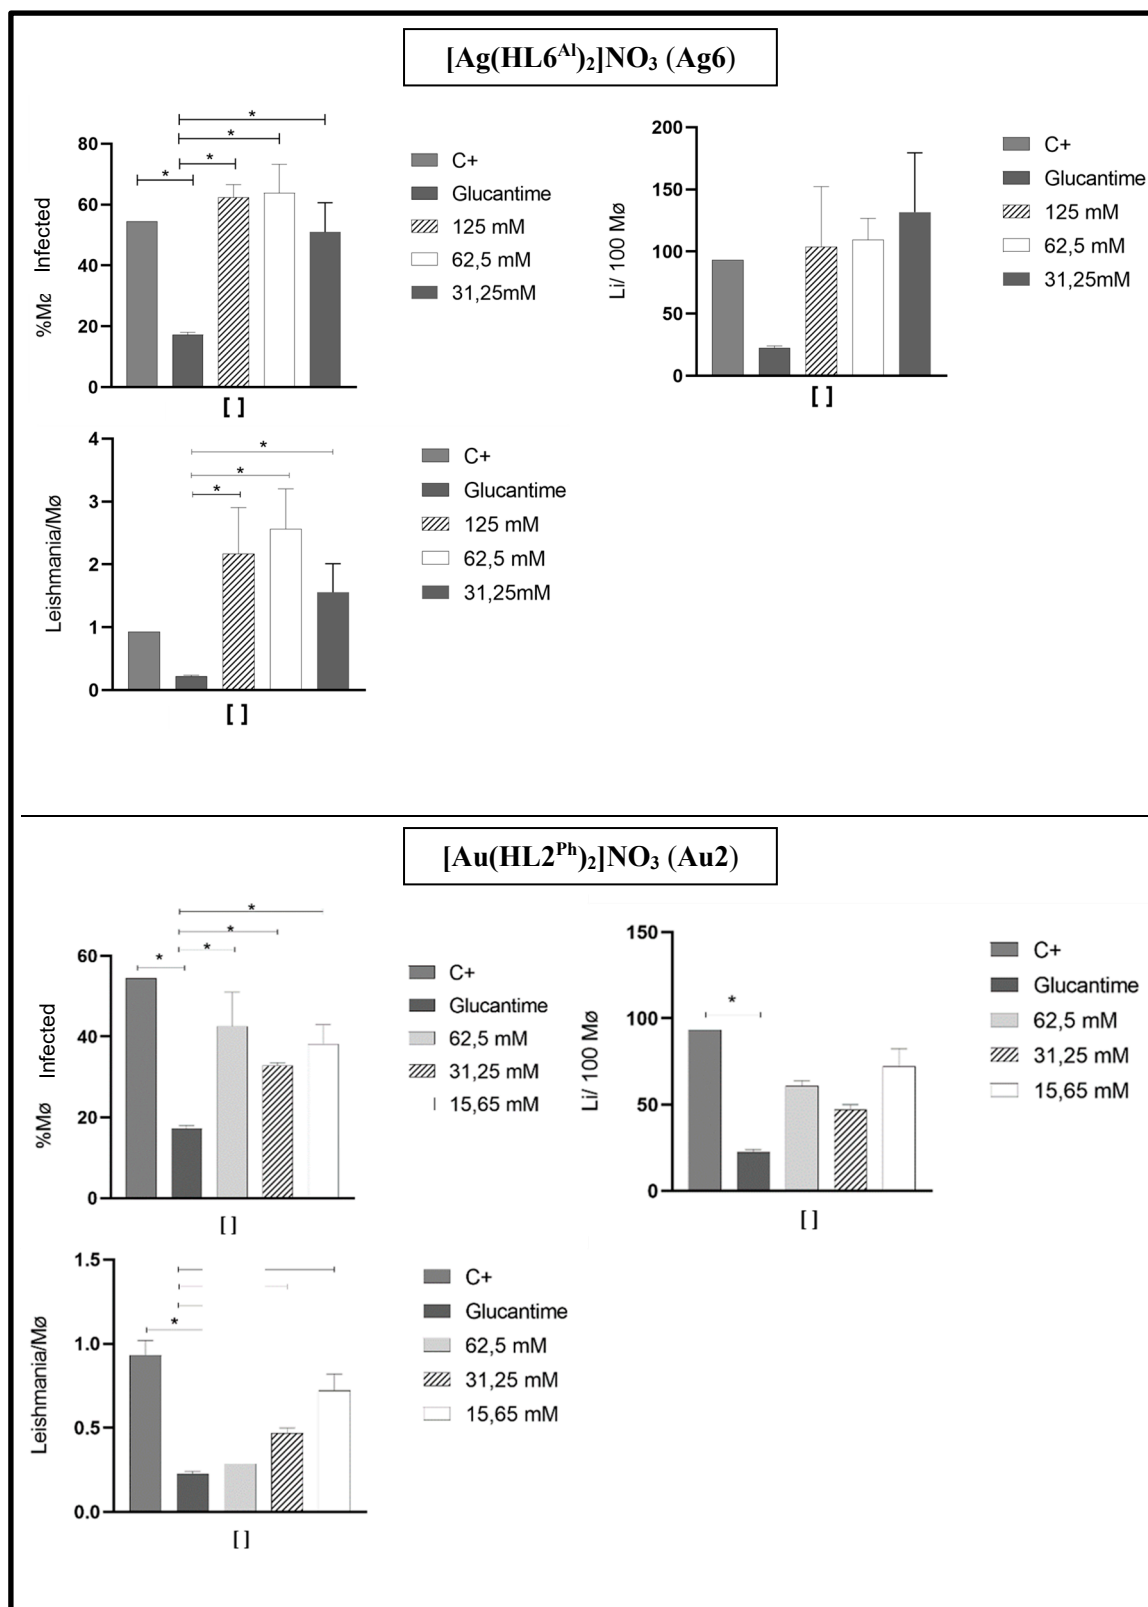 [Ag(HL6^Al)₂]NO₃ (Ag6)
%Mø Infected
80
60
40
20
0
*
*
*
*
[ ]
C+
Glucantime
125 mM
62,5 mM
31,25mM
Li/ 100 Mø
200
150
100
50
0
[ ]
C+
Glucantime
125 mM
62,5 mM
31,25mM
Leishmania/Mø
4
3
2
1
0
*
*
*
[ ]
C+
Glucantime
125 mM
62,5 mM
31,25mM
[Au(HL2^Ph)₂]NO₃ (Au2)
%Mø Infected
60
40
20
0
*
*
*
*
[ ]
C+
Glucantime
62,5 mM
31,25 mM
15,65 mM
Li/ 100 Mø
150
100
50
0
*
[ ]
C+
Glucantime
62,5 mM
31,25 mM
15,65 mM
Leishmania/Mø
1.5
1.0
0.5
0.0
*
[ ]
C+
Glucantime
62,5 mM
31,25 mM
15,65 mM